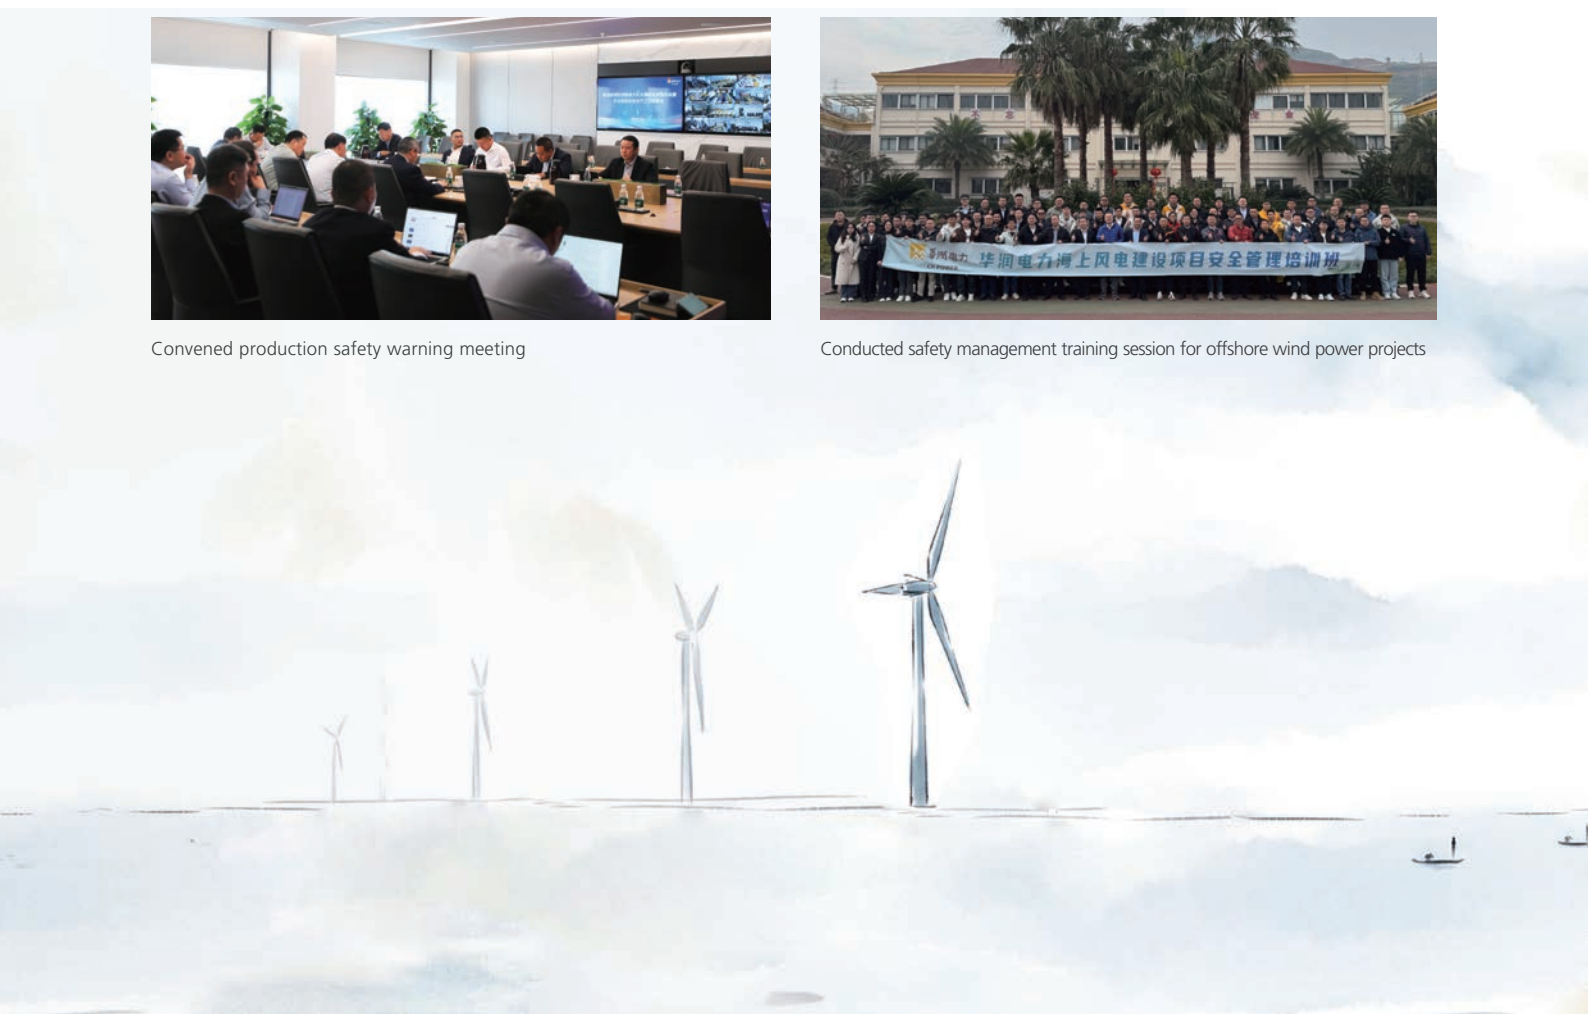 华润电力
CR POWER
华润电力海上风电建设项目安全管理培训班
Convened production safety warning meeting
Conducted safety management training session for offshore wind power projects